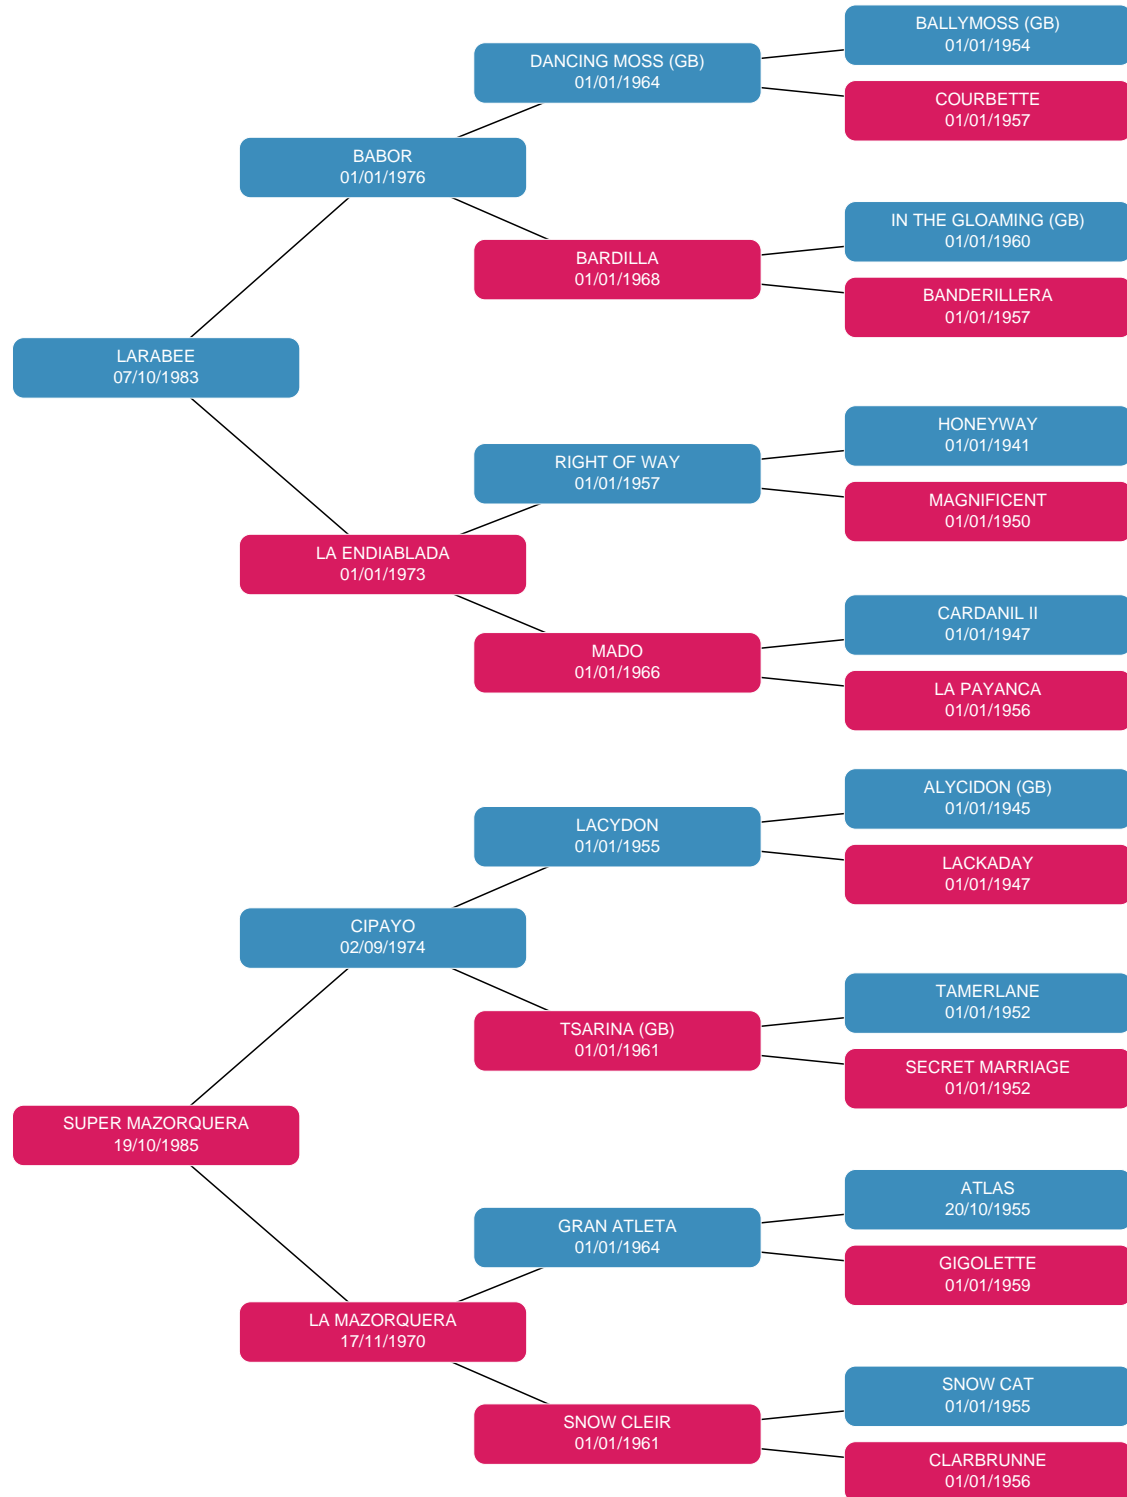 BALLYMOSS (GB)
01/01/1954
DANCING MOSS (GB)
01/01/1964
COURBETTE
01/01/1957
BABOR
01/01/1976
IN THE GLOAMING (GB)
01/01/1960
BARDILLA
01/01/1968
BANDERILLERA
01/01/1957
LARABEE
07/10/1983
HONEYWAY
01/01/1941
RIGHT OF WAY
01/01/1957
MAGNIFICENT
01/01/1950
LA ENDIABLADA
01/01/1973
CARDANIL II
01/01/1947
MADO
01/01/1966
LA PAYANCA
01/01/1956
ALYCIDON (GB)
01/01/1945
LACYDON
01/01/1955
LACKADAY
01/01/1947
CIPAYO
02/09/1974
TAMERLANE
01/01/1952
TSARINA (GB)
01/01/1961
SECRET MARRIAGE
01/01/1952
SUPER MAZORQUERA
19/10/1985
ATLAS
20/10/1955
GRAN ATLETA
01/01/1964
GIGOLETTE
01/01/1959
LA MAZORQUERA
17/11/1970
SNOW CAT
01/01/1955
SNOW CLEIR
01/01/1961
CLARBRUNNE
01/01/1956